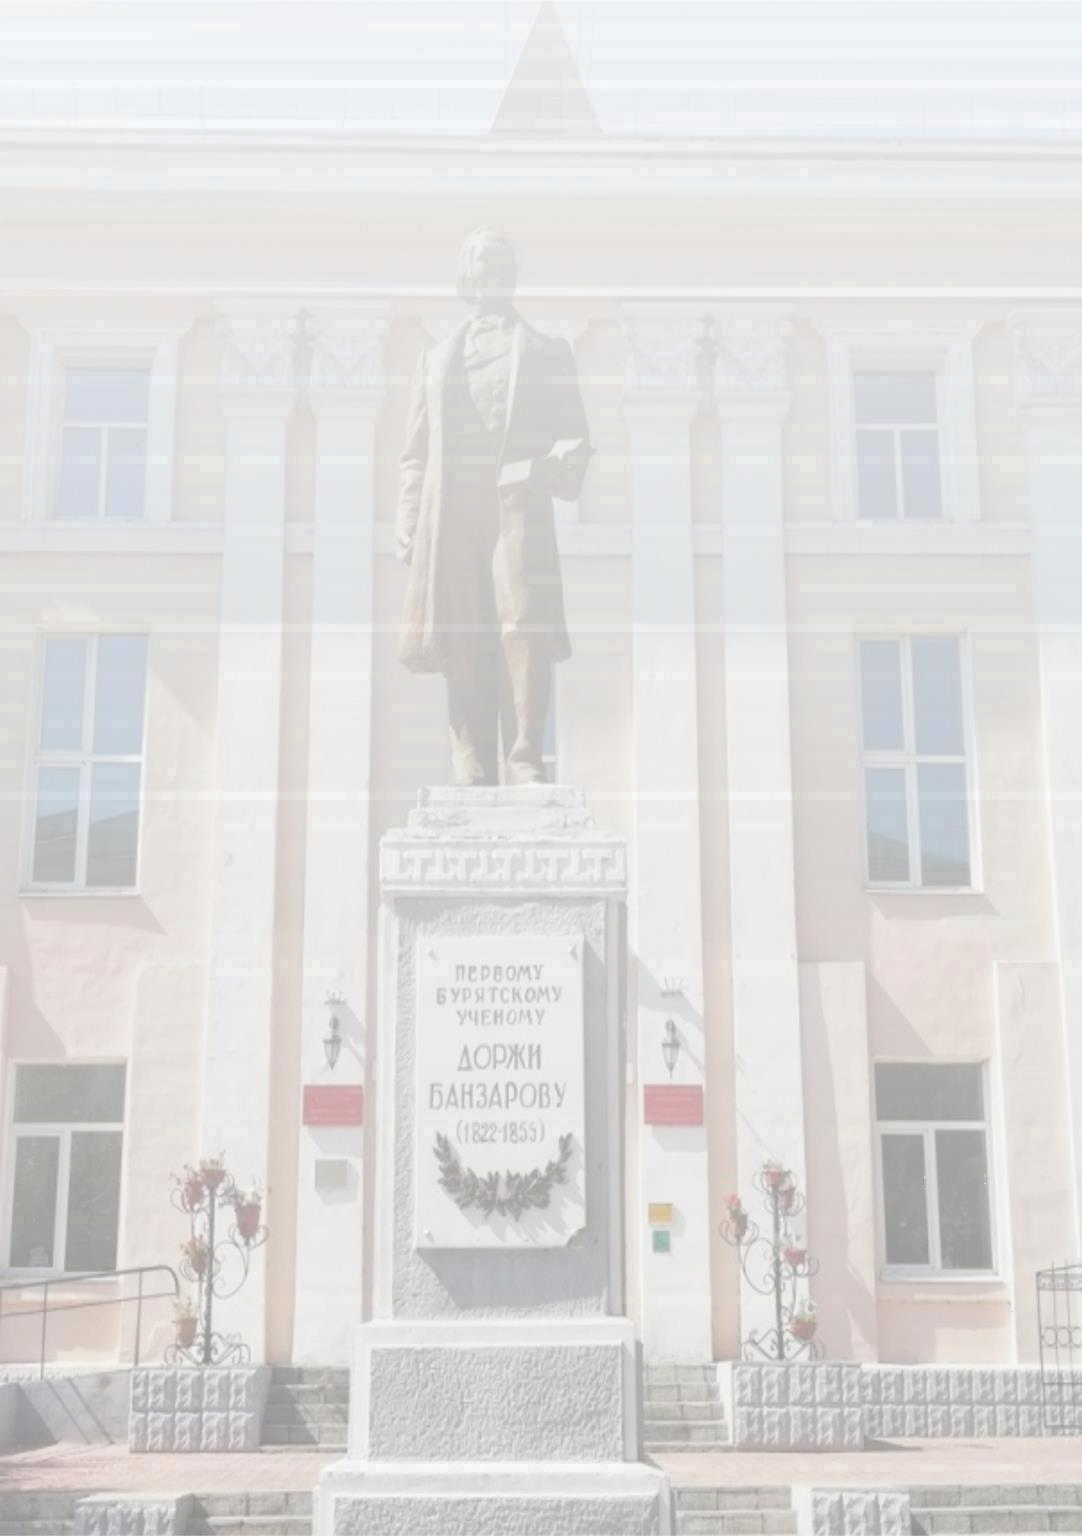 ПЕРВОМУ
БУРЯТСКОМУ
УЧЕНОМУ
ДОРЖИ
БАНЗАРОВУ
(1822-1855)